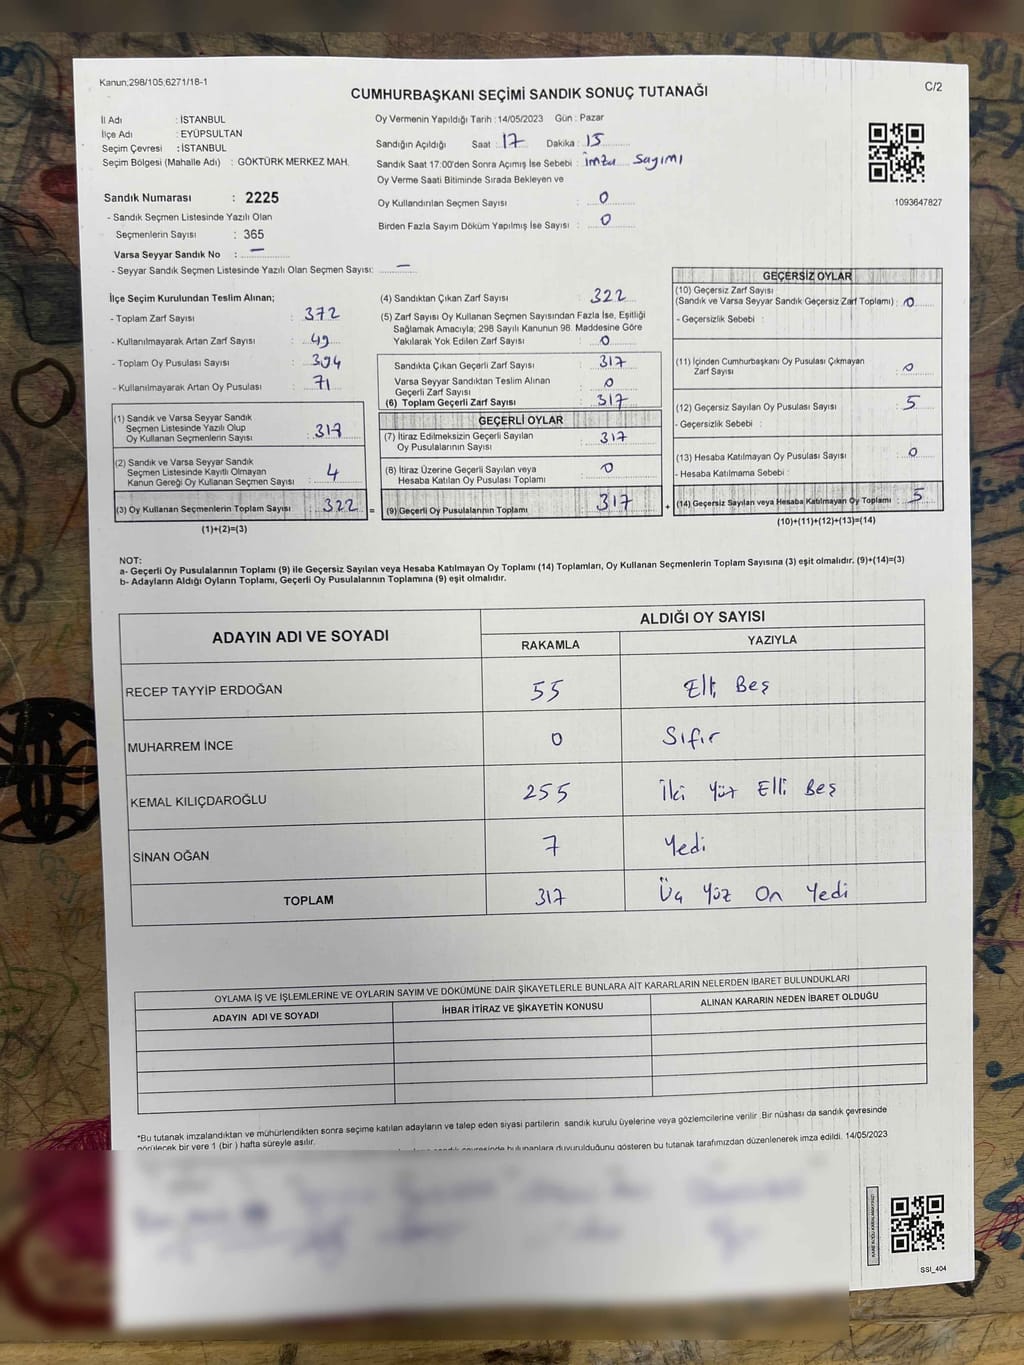 Kanun,298/105,6271/18-1
C/2
CUMHURBAŞKANI SEÇİMİ SANDIK SONUÇ TUTANAĞI
İl Adı : İSTANBUL
İlçe Adı : EYÜPSULTAN
Seçim Çevresi : İSTANBUL
Seçim Bölgesi (Mahalle Adı) : GÖKTÜRK MERKEZ MAH.
Sandık Numarası : 2225
- Sandık Seçmen Listesinde Yazılı Olan
Seçmenlerin Sayısı : 365
Varsa Seyyar Sandık No : —
- Seyyar Sandık Seçmen Listesinde Yazılı Olan Seçmen Sayısı: —
Oy Vermenin Yapıldığı Tarih : 14/05/2023 Gün : Pazar
Sandığın Açıldığı Saat : 17 Dakika : 15
Sandık Saat 17:00'den Sonra Açımış İse Sebebi : İmza Sayımı
Oy Verme Saati Bitiminde Sırada Bekleyen ve
Oy Kullandırılan Seçmen Sayısı : 0
Birden Fazla Sayım Döküm Yapılmış İse Sayısı : 0
1093647827
İlçe Seçim Kurulundan Teslim Alınan;
- Toplam Zarf Sayısı : 372
- Kullanılmayarak Artan Zarf Sayısı : 49
- Toplam Oy Pusulası Sayısı : 394
- Kullanılmayarak Artan Oy Pusulası : 71
(1) Sandık ve Varsa Seyyar Sandık
Seçmen Listesinde Yazılı Olup
Oy Kullanan Seçmenlerin Sayısı :
(2) Sandık ve Varsa Seyyar Sandık
Seçmen Listesinde Kayıtlı Olmayan
Kanun Gereği Oy Kullanan Seçmen Sayısı : 4
(3) Oy Kullanan Seçmenlerin Toplam Sayısı : 322
(1)+(2)=(3)
(4) Sandıktan Çıkan Zarf Sayısı : 322
(5) Zarf Sayısı Oy Kullanan Seçmen Sayısından Fazla İse, Eşitliği
Sağlamak Amacıyla; 298 Sayılı Kanunun 98. Maddesine Göre
Yakılarak Yok Edilen Zarf Sayısı : 0
Sandıkta Çıkan Geçerli Zarf Sayısı : 317
Varsa Seyyar Sandıktan Teslim Alınan
Geçerli Zarf Sayısı : 0
(6) Toplam Geçerli Zarf Sayısı : 317
GEÇERLİ OYLAR
(7) İtiraz Edilmeksizin Geçerli Sayılan
Oy Pusulalarının Sayısı : 317
(8) İtiraz Üzerine Geçerli Sayılan veya
Hesaba Katılan Oy Pusulası Toplamı : 0
= (9) Geçerli Oy Pusulalarının Toplamı : 317
GEÇERSİZ OYLAR
(10) Geçersiz Zarf Sayısı
(Sandık ve Varsa Seyyar Sandık Geçersiz Zarf Toplamı) : 0
- Geçersizlik Sebebi :
(11) İçinden Cumhurbaşkanı Oy Pusulası Çıkmayan
Zarf Sayısı : 0
(12) Geçersiz Sayılan Oy Pusulası Sayısı : 5
- Geçersizlik Sebebi :
(13) Hesaba Katılmayan Oy Pusulası Sayısı : 0
- Hesaba Katılmama Sebebi :
+ (14) Geçersiz Sayılan veya Hesaba Katılmayan Oy Toplamı : 5
(10)+(11)+(12)+(13)=(14)
NOT:
a- Geçerli Oy Pusulalarının Toplamı (9) ile Geçersiz Sayılan veya Hesaba Katılmayan Oy Toplamı (14) Toplamları, Oy Kullanan Seçmenlerin Toplam Sayısına (3) eşit olmalıdır. (9)+(14)=(3)
b- Adayların Aldığı Oyların Toplamı, Geçerli Oy Pusulalarının Toplamına (9) eşit olmalıdır.
ADAYIN ADI VE SOYADI
ALDIĞI OY SAYISI
RAKAMLA YAZIYLA
RECEP TAYYİP ERDOĞAN 55 Elli Beş
MUHARREM İNCE 0 Sıfır
KEMAL KILIÇDAROĞLU 255 İki Yüz Elli Beş
SİNAN OĞAN 7 Yedi
TOPLAM 317 Üç Yüz On Yedi
OYLAMA İŞ VE İŞLEMLERİNE VE OYLARIN SAYIM VE DÖKÜMÜNE DAİR ŞİKAYETLERLE BUNLARA AİT KARARLARIN NELERDEN İBARET BULUNDUKLARI
ADAYIN ADI VE SOYADI İHBAR İTİRAZ VE ŞİKAYETİN KONUSU ALINAN KARARIN NEDEN İBARET OLDUĞU
*Bu tutanak imzalandıktan ve mühürlendikten sonra seçime katılan adayların ve talep eden siyasi partilerin sandık kurulu üyelerine veya gözlemcilerine verilir .Bir nüshası da sandık çevresinde
görülecek bir yere 1 (bir ) hafta süreyle asılır.
bulunanlara duyurulduğunu gösteren bu tutanak tarafımızdan düzenlenerek imza edildi. 14/05/2023
SSI_404